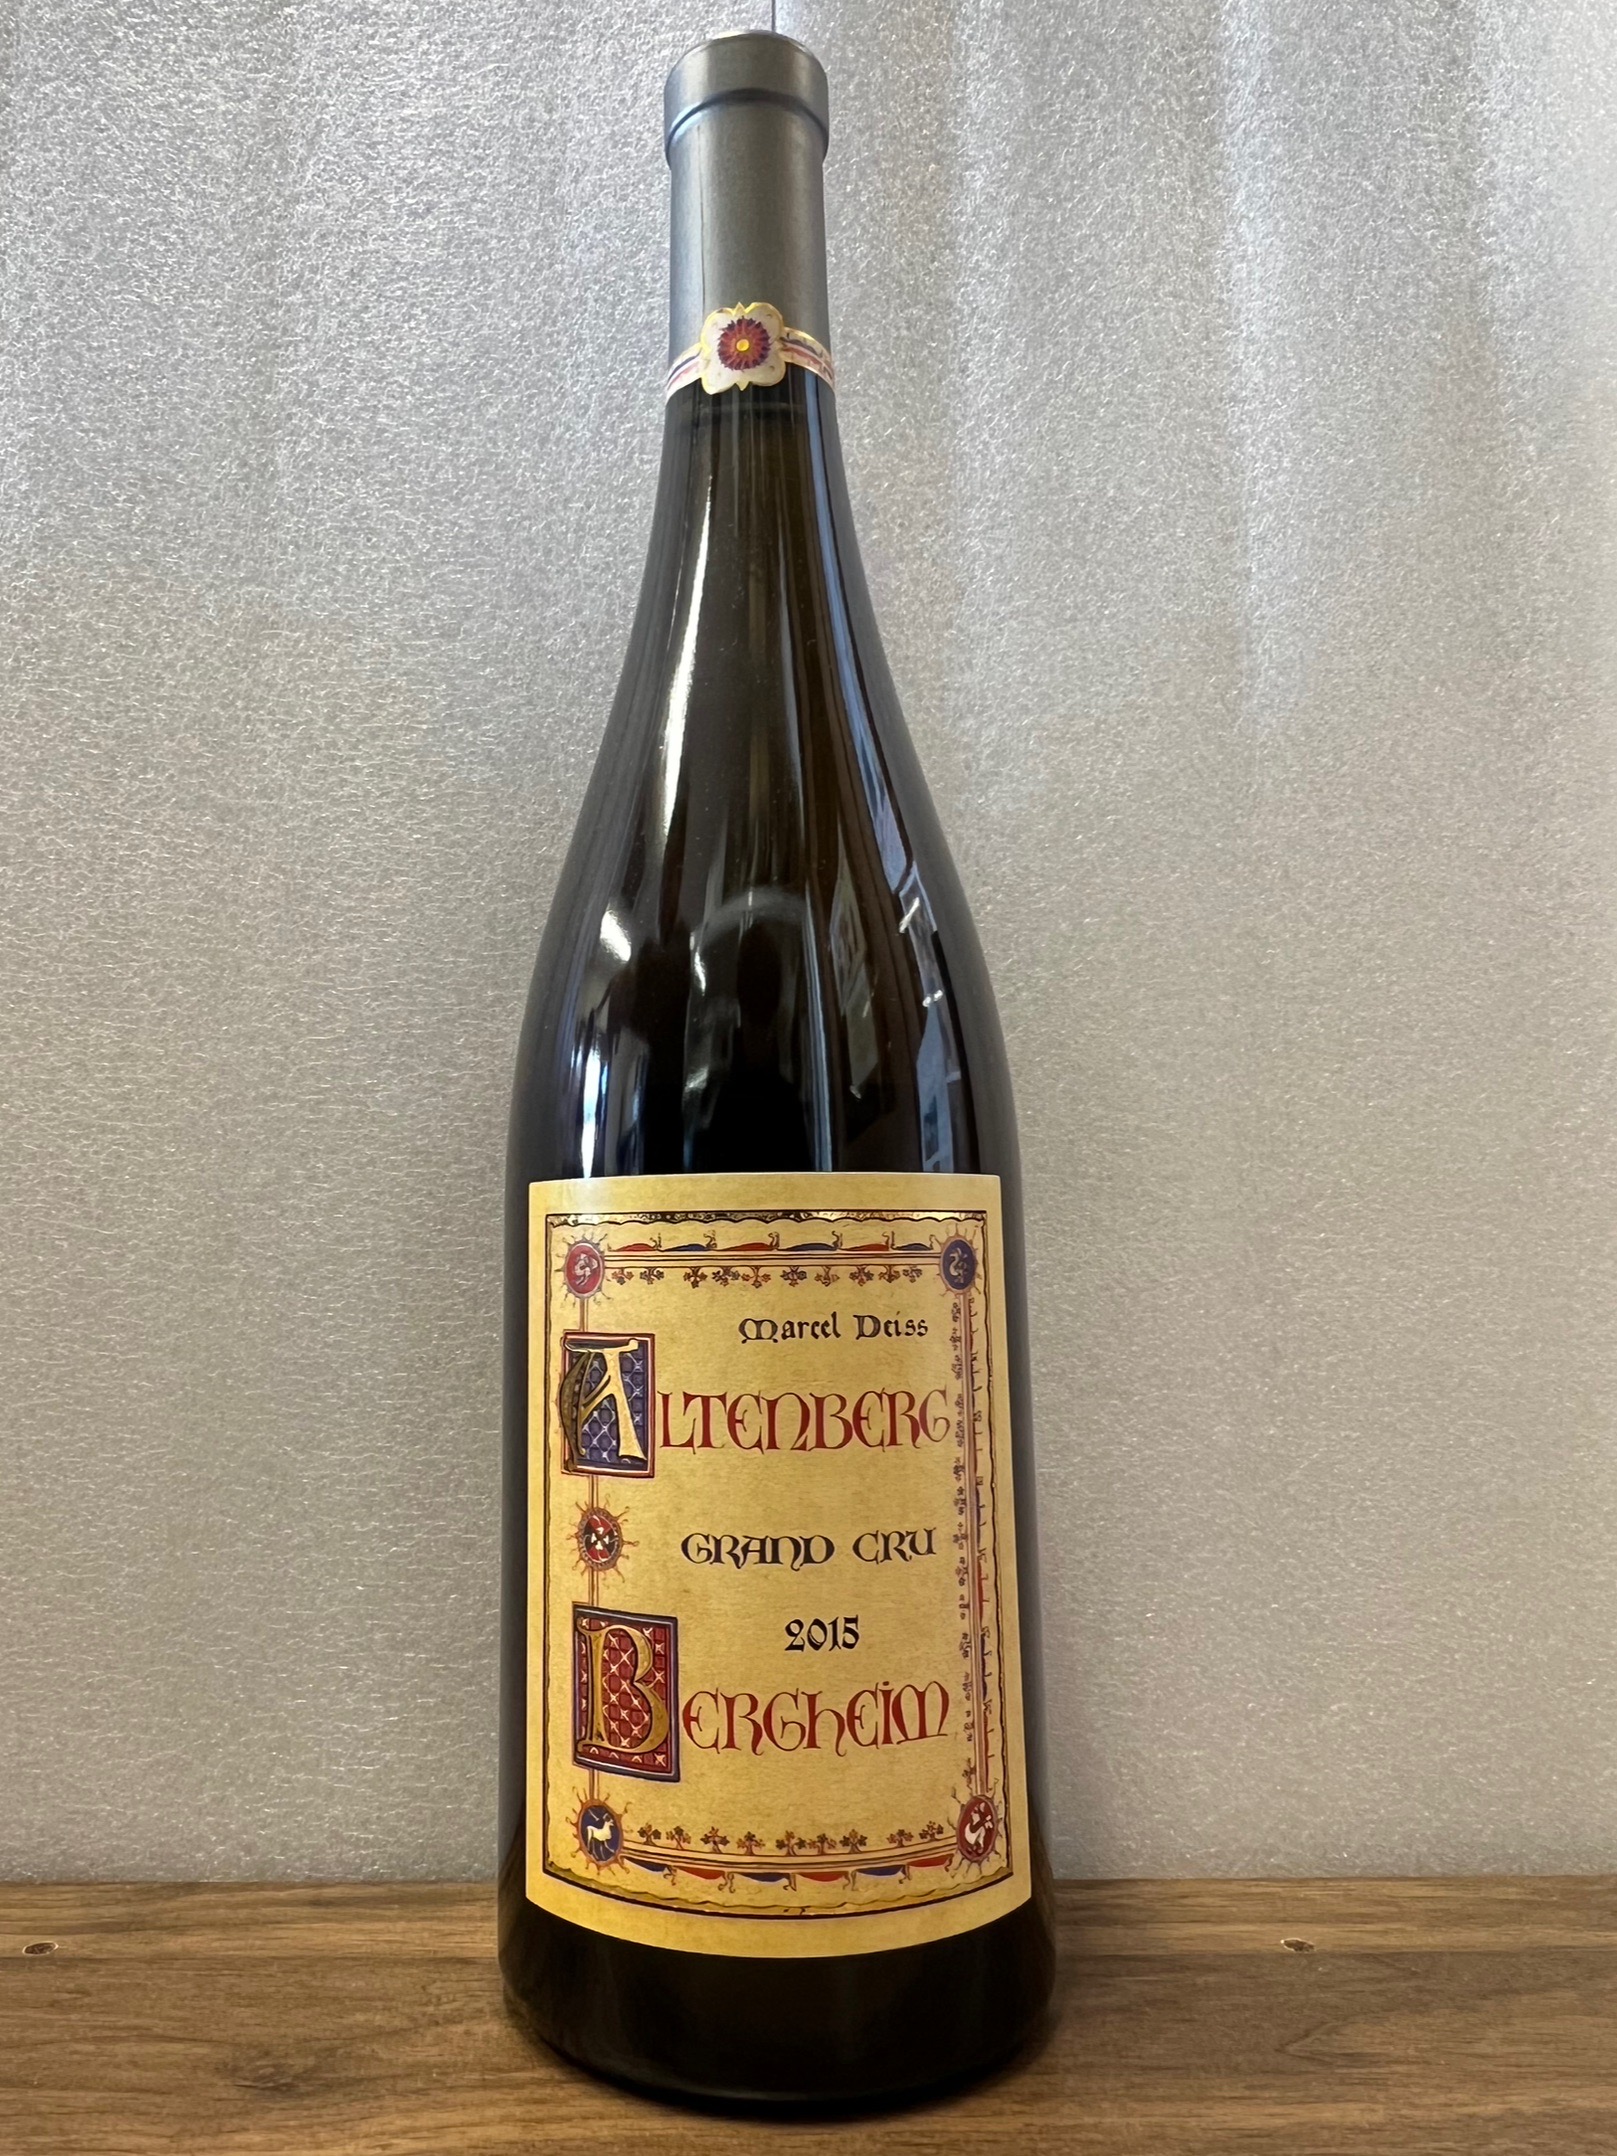 Marcel Deiss
ALTENBERG
GRAND CRU
2015
BERGHEIM